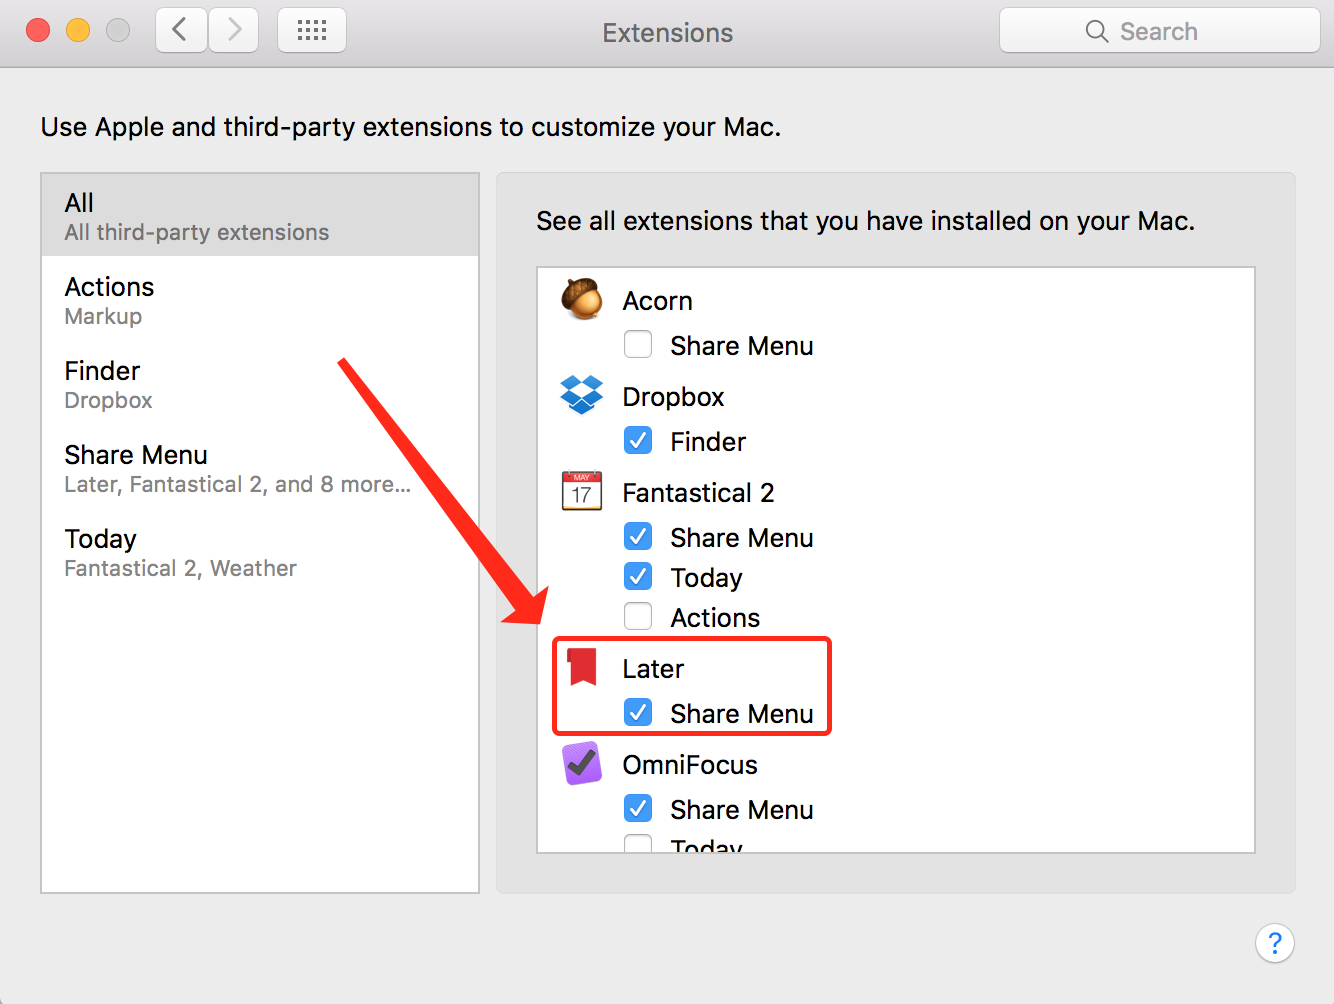 Extensions
Search
Use Apple and third-party extensions to customize your Mac.
All
All third-party extensions
Actions
Markup
Finder
Dropbox
Share Menu
Later, Fantastical 2, and 8 more...
Today
Fantastical 2, Weather
See all extensions that you have installed on your Mac.
Acorn
Share Menu
Dropbox
Finder
MAY
17
Fantastical 2
Share Menu
Today
Actions
Later
Share Menu
OmniFocus
Share Menu
Today
?